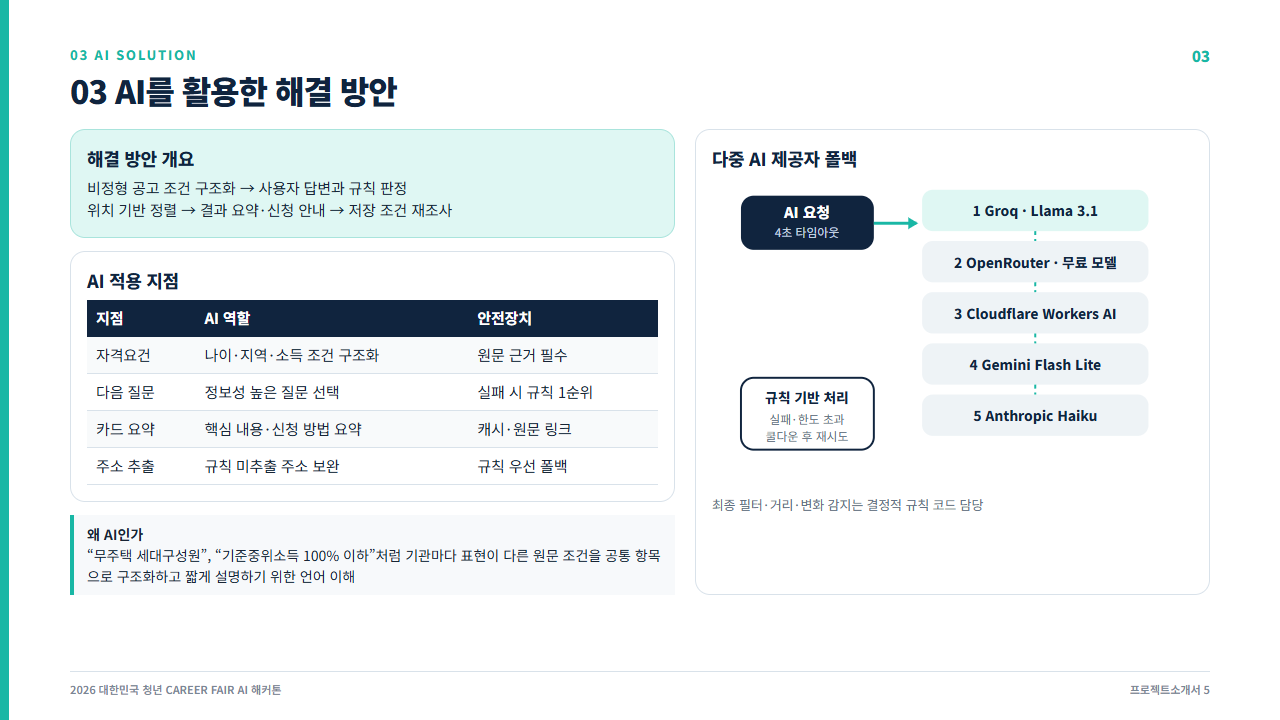 03 AI SOLUTION
03
03 AI를 활용한 해결 방안
해결 방안 개요
비정형 공고 조건 구조화 → 사용자 답변과 규칙 판정
위치 기반 정렬 → 결과 요약·신청 안내 → 저장 조건 재조사
AI 적용 지점
지점 AI 역할 안전장치
자격요건 나이·지역·소득 조건 구조화 원문 근거 필수
다음 질문 정보성 높은 질문 선택 실패 시 규칙 1순위
카드 요약 핵심 내용·신청 방법 요약 캐시·원문 링크
주소 추출 규칙 미추출 주소 보완 규칙 우선 폴백
왜 AI인가
“무주택 세대구성원”, “기준중위소득 100% 이하”처럼 기관마다 표현이 다른 원문 조건을 공통 항목
으로 구조화하고 짧게 설명하기 위한 언어 이해
다중 AI 제공자 폴백
AI 요청
4초 타임아웃
1 Groq · Llama 3.1
2 OpenRouter · 무료 모델
3 Cloudflare Workers AI
4 Gemini Flash Lite
5 Anthropic Haiku
규칙 기반 처리
실패·한도 초과
쿨다운 후 재시도
최종 필터·거리·변화 감지는 결정적 규칙 코드 담당
2026 대한민국 청년 CAREER FAIR AI 해커톤
프로젝트소개서 5